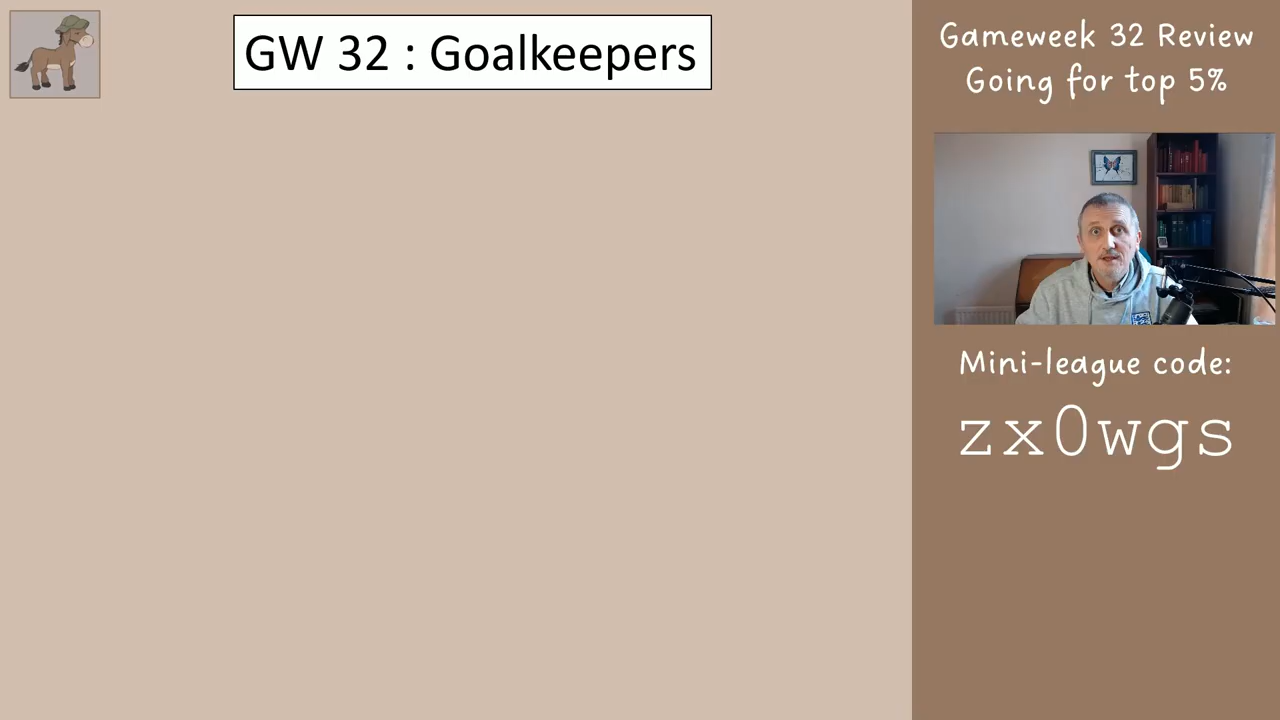 GW 32 : Goalkeepers
Gameweek 32 Review
Going for top 5%
Mini-league code:
zx0wgs